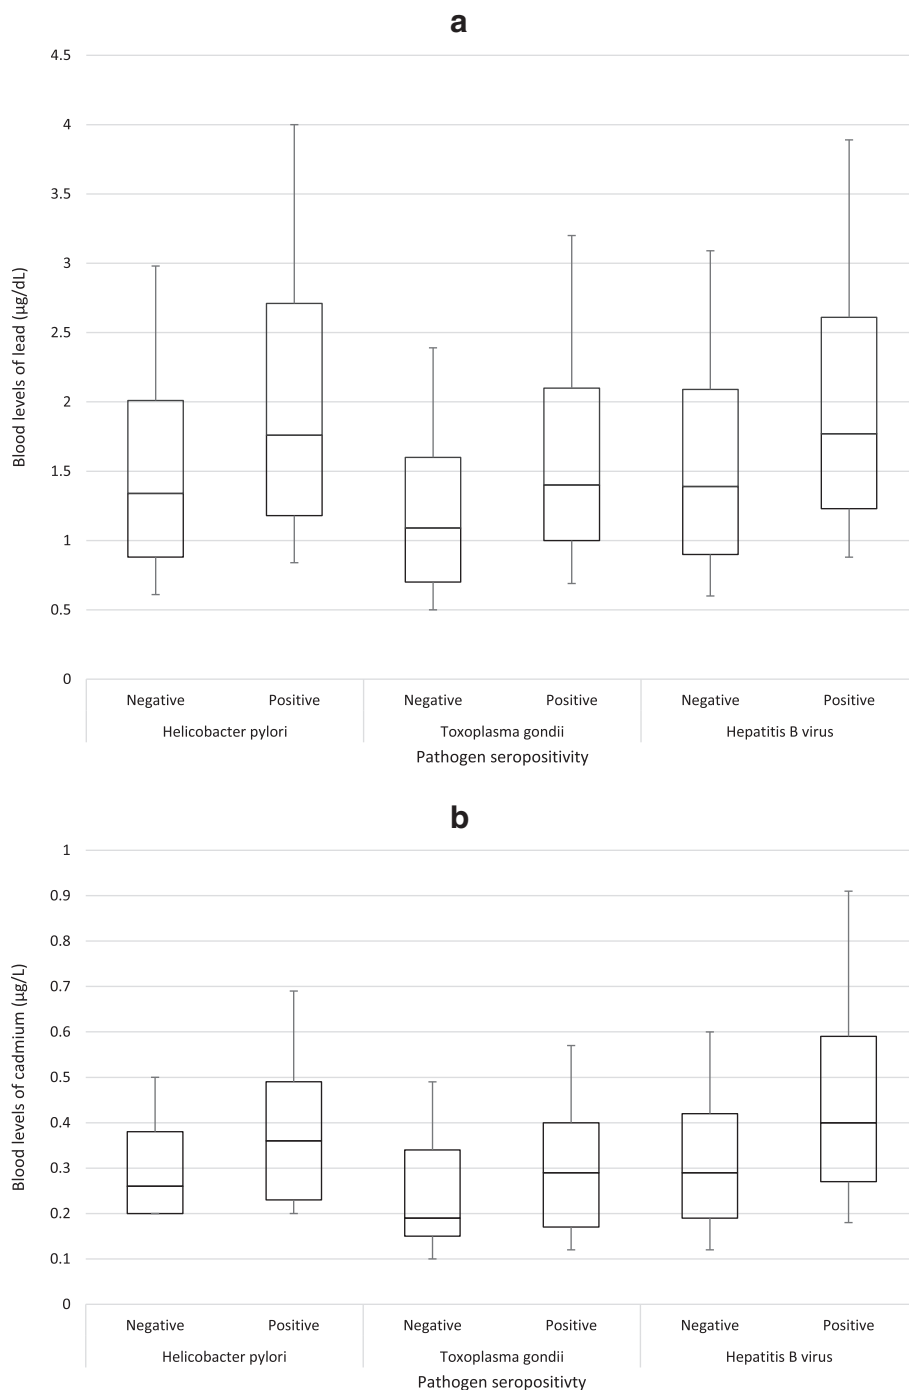 a
4.5
4
3.5
3
2.5
2
1.5
1
0.5
0
Blood levels of lead (µg/dL)
Negative Positive Negative Positive Negative Positive
Helicobacter pylori Toxoplasma gondii Hepatitis B virus
Pathogen seropositivity
b
1
0.9
0.8
0.7
0.6
0.5
0.4
0.3
0.2
0.1
0
Blood levels of cadmium (µg/L)
Negative Positive Negative Positive Negative Positive
Helicobacter pylori Toxoplasma gondii Hepatitis B virus
Pathogen seropositivty